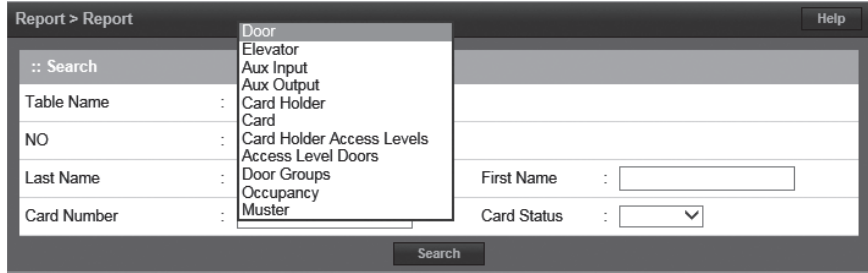 Report > Report
Help
:: Search
Door
Elevator
Aux Input
Aux Output
Card Holder
Card
Card Holder Access Levels
Access Level Doors
Door Groups
Occupancy
Muster
Table Name :
NO :
Last Name : First Name :
Card Number : Card Status :
Search